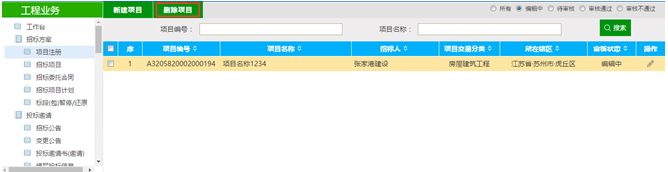 工程业务
新建项目 删除项目 所有 编辑中 待审核 审核通过 审核不通过
项目编号： 项目名称： 搜索
工作台
招标方案
项目注册
招标项目
招标委托合同
招标项目计划
标段(包)暂停/还原
投标邀请
招标公告
变更公告
投标邀请书(邀请)
序 项目编号 项目名称 招标人 项目交易分类 所在辖区 审核状态 操作
1 A3205820002000194 项目名称1234 张家港建设 房屋建筑工程 江苏省·苏州市·虎丘区 编辑中